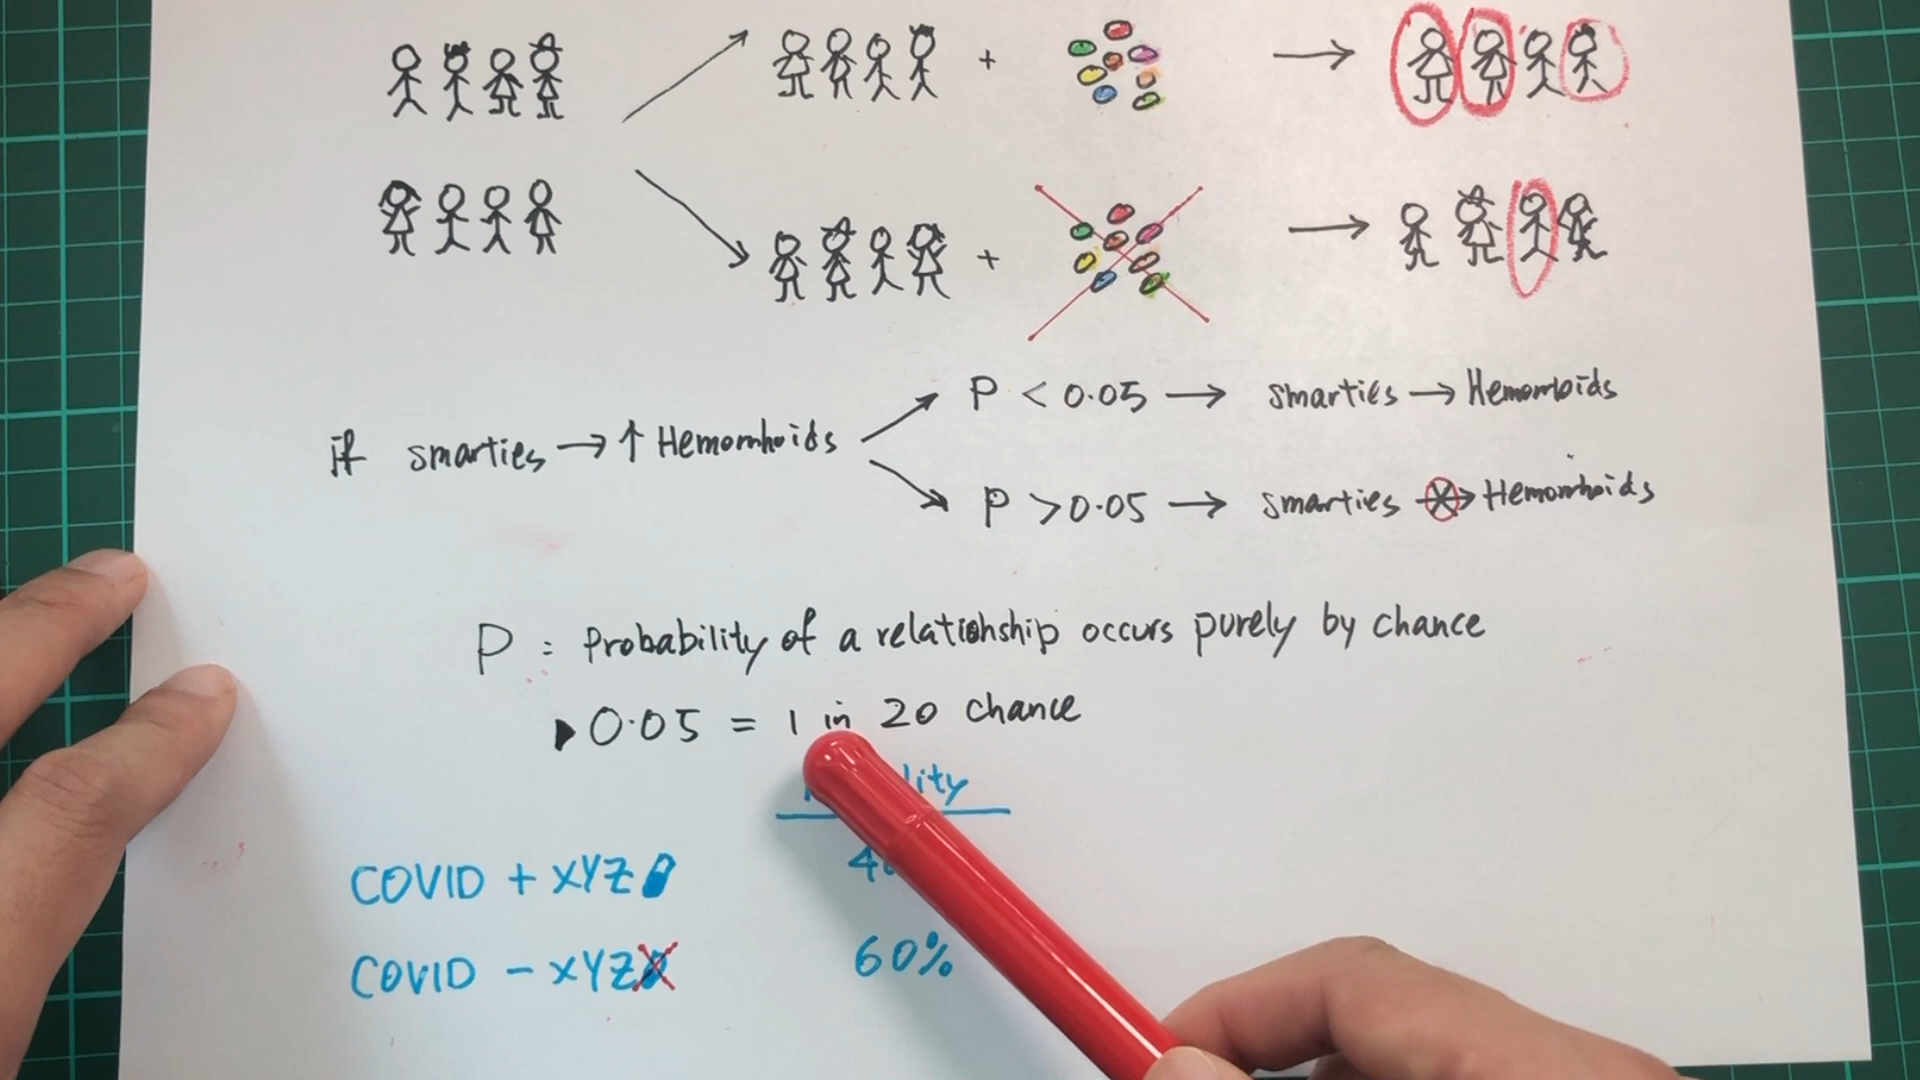 P < 0.05 → smarties → Hemorrhoids
if smarties → ↑ Hemorrhoids
P > 0.05 → smarties → Hemorrhoids
P : Probability of a relationship occurs purely by chance
0.05 = 1 in 20 chance
COVID + XYZ
COVID - XYZ 60%